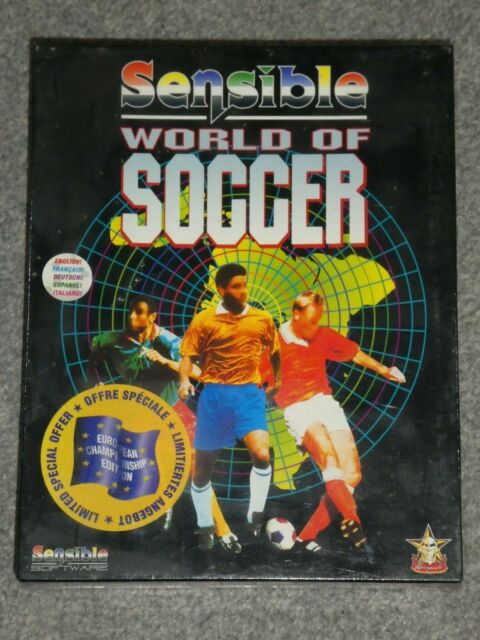 Sensible
WORLD OF
SOCCER
ENGLISH!
FRANÇAIS!
DEUTSCH!
ESPAÑOL!
ITALIANO!
LIMITED SPECIAL OFFER ★ OFFRE SPÉCIALE ★ LIMITIERTES ANGEBOT ★
EUROPEAN
CHAMPIONSHIP
EDITION
Sensible
SOFTWARE